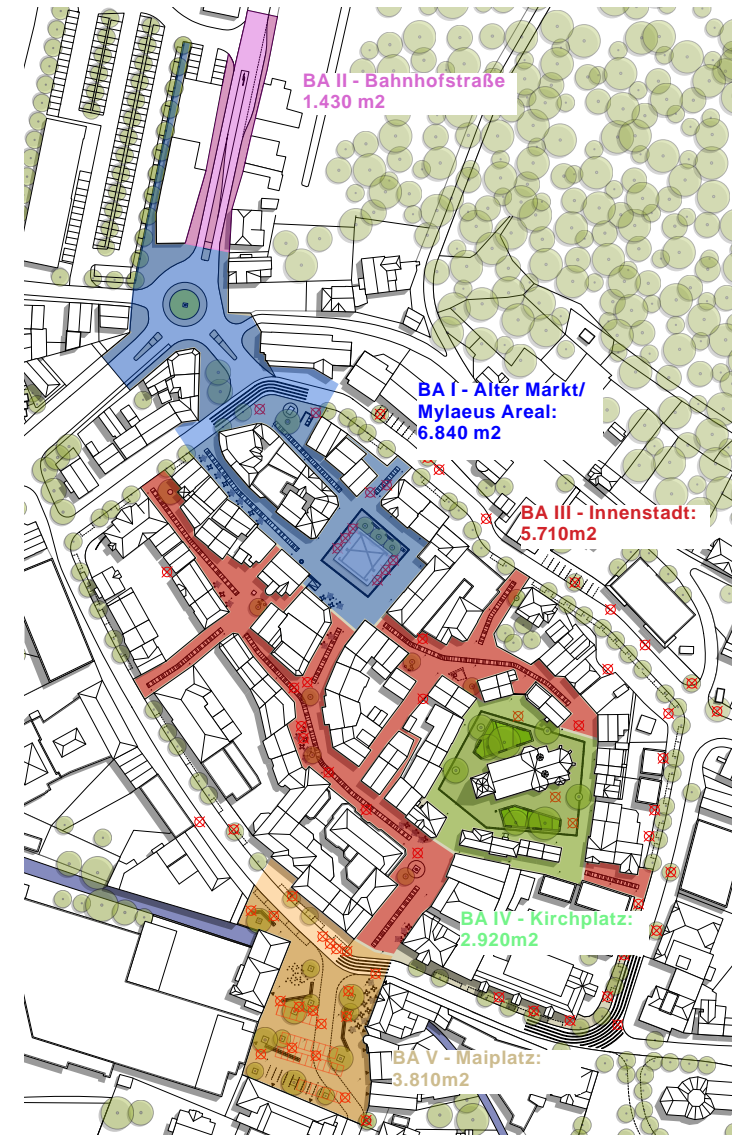 BA II - Bahnhofstraße
1.430 m2
BA I - Alter Markt/
Mylaeus Areal:
6.840 m2
BA III - Innenstadt:
5.710m2
BA IV - Kirchplatz:
2.920m2
BA V - Maiplatz:
3.810m2